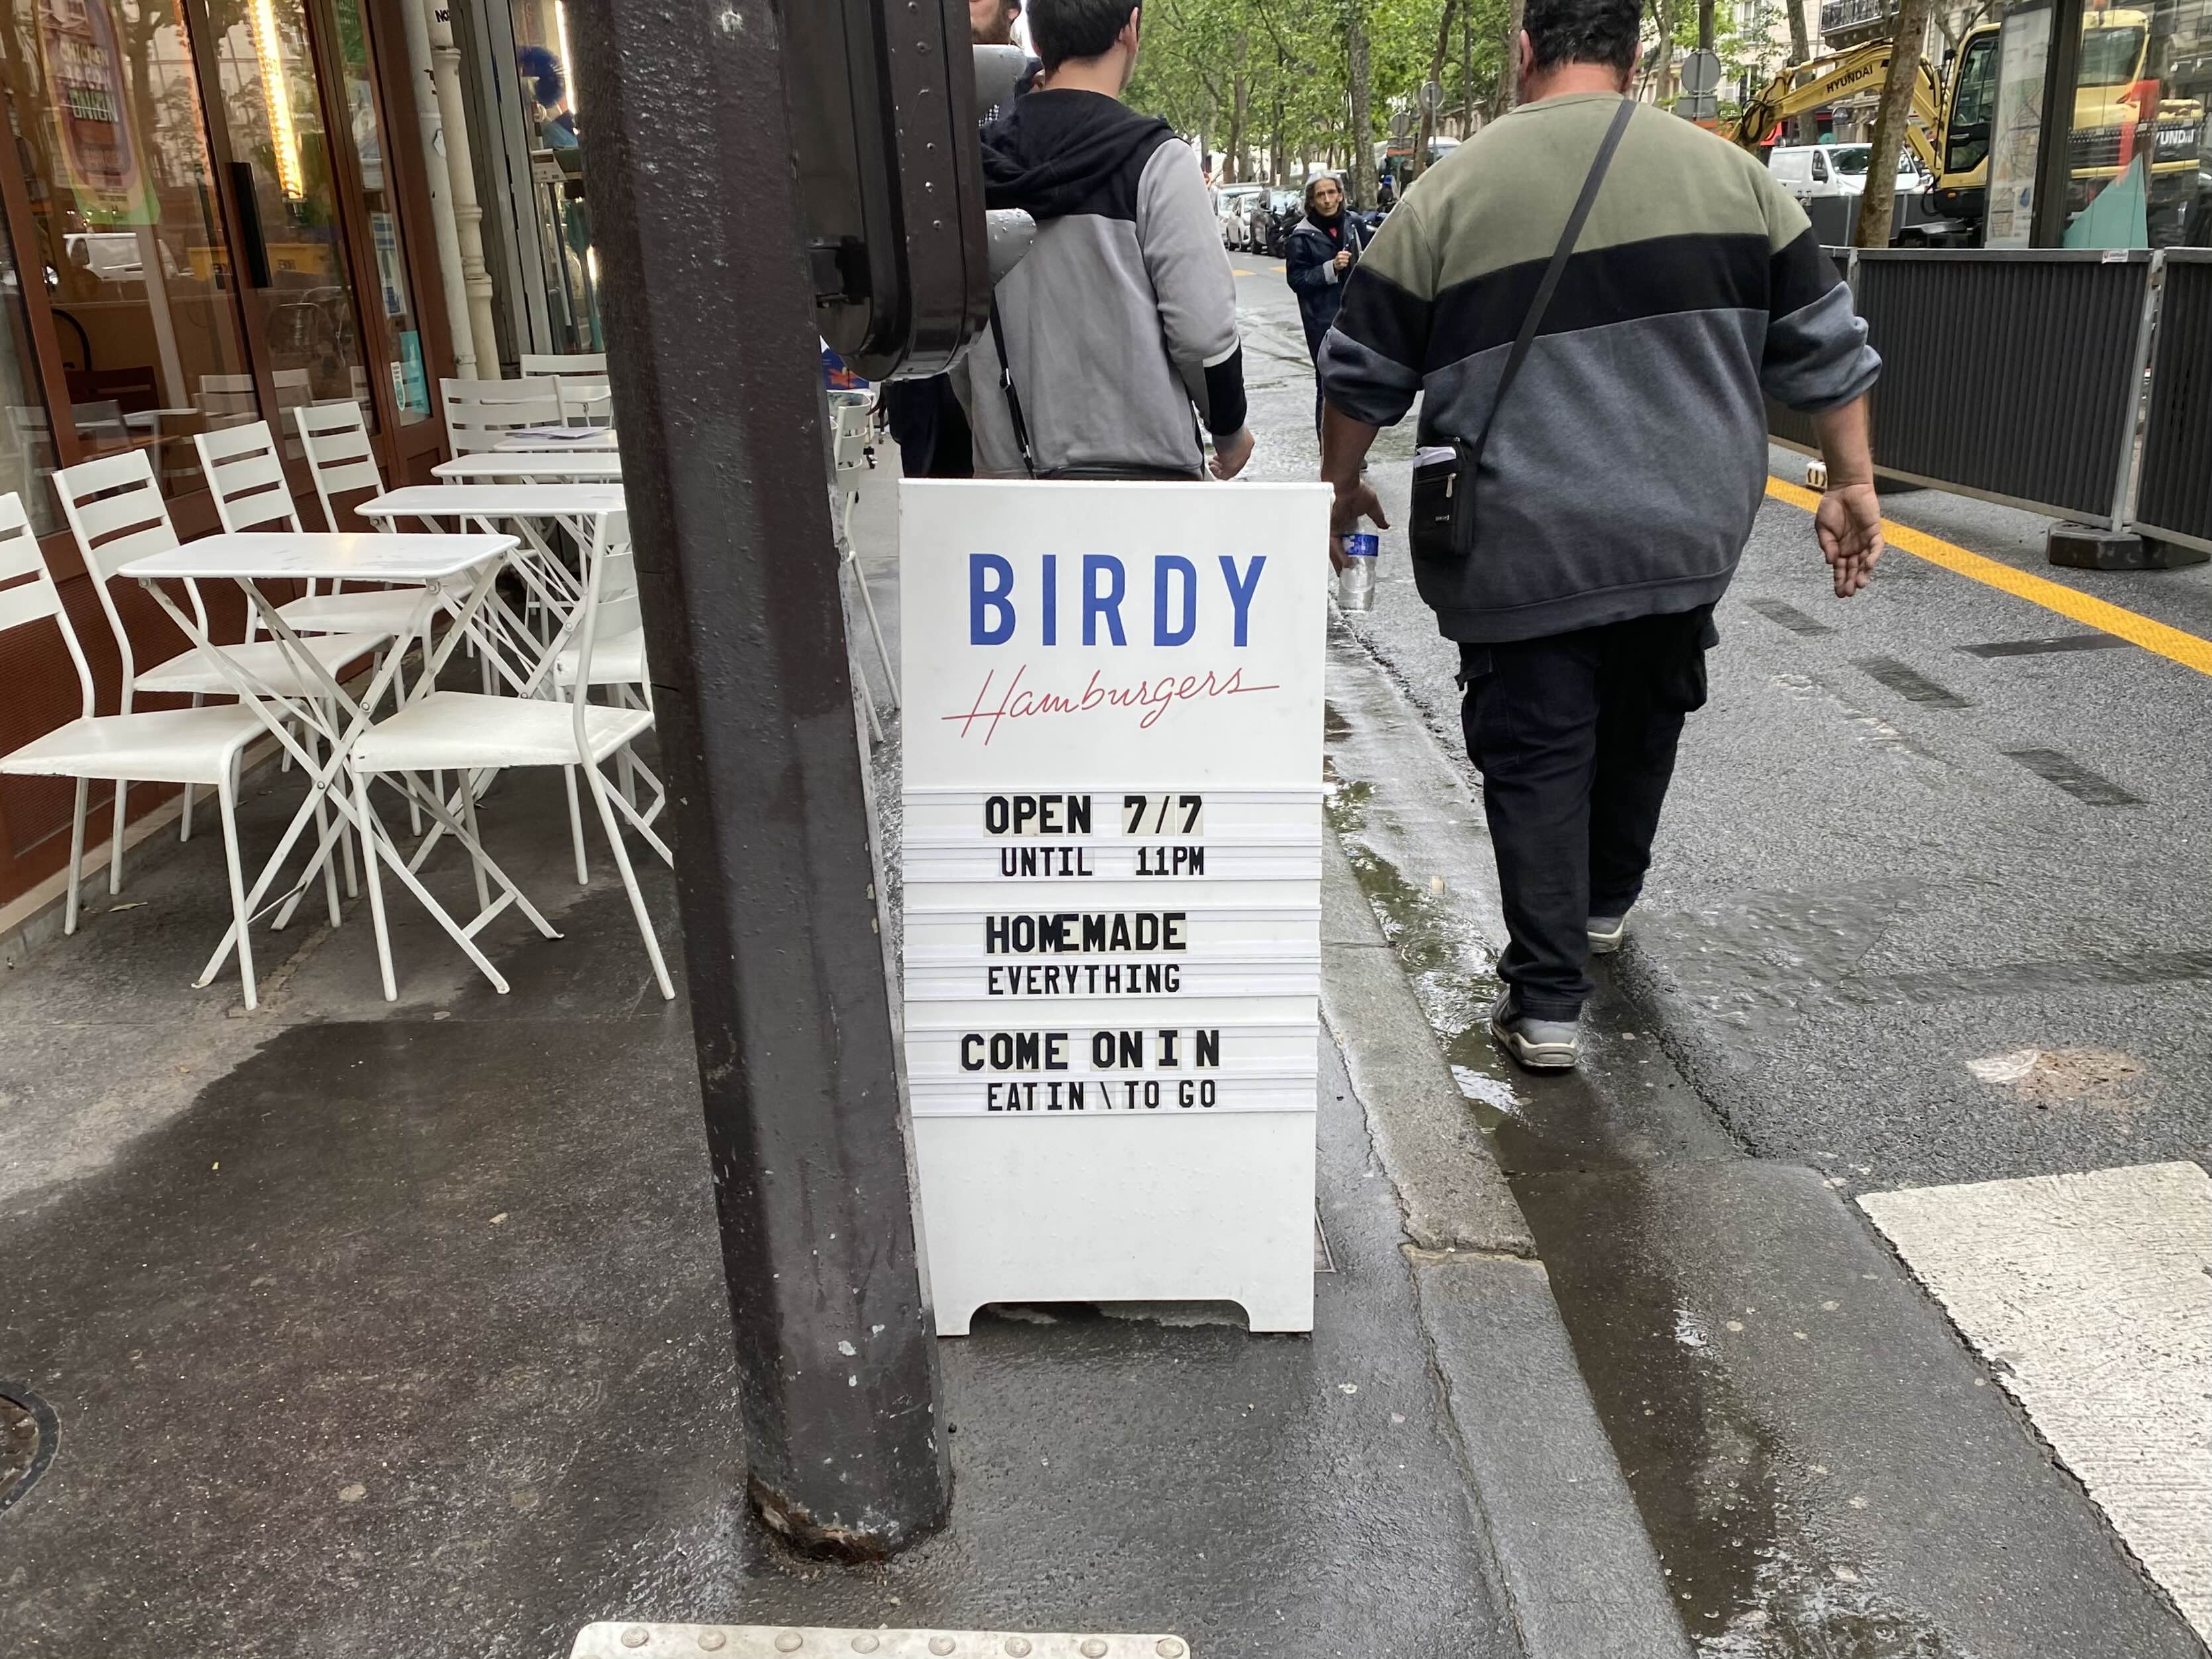 BIRDY
Hamburgers
OPEN 7/7
UNTIL 11PM
HOMEMADE
EVERYTHING
COME ON IN
EAT IN \ TO GO
HYUNDAI